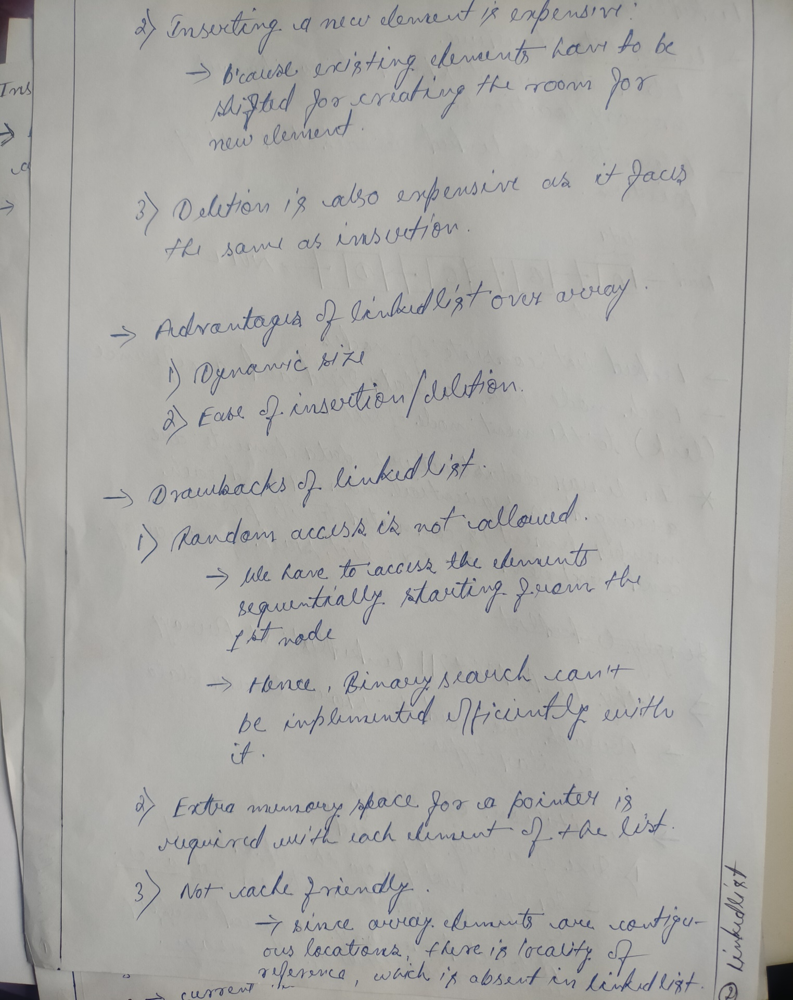 2) Inserting a new element is expensive:
→ b'cause existing elements have to be
shifted for creating the room for
new element.
3) Deletion is also expensive as it faces
the same as insertion.
→ Advantages of linkedlist over array.
1) Dynamic size
2) Ease of insertion/deletion.
→ Drawbacks of linkedlist.
1) Random access is not allowed.
→ We have to access the elements
sequentially starting from the
1st node
→ Hence, Binary search can't
be inplemented efficiently with
it.
2) Extra memory space for a pointer is
required with each element of the list.
3) Not cache friendly.
→ since array elements are contigu-
ous locations, there is locality of
reference, which is absent in linkedlist.
→ current
② Linkedlist
Ins
→
a
→